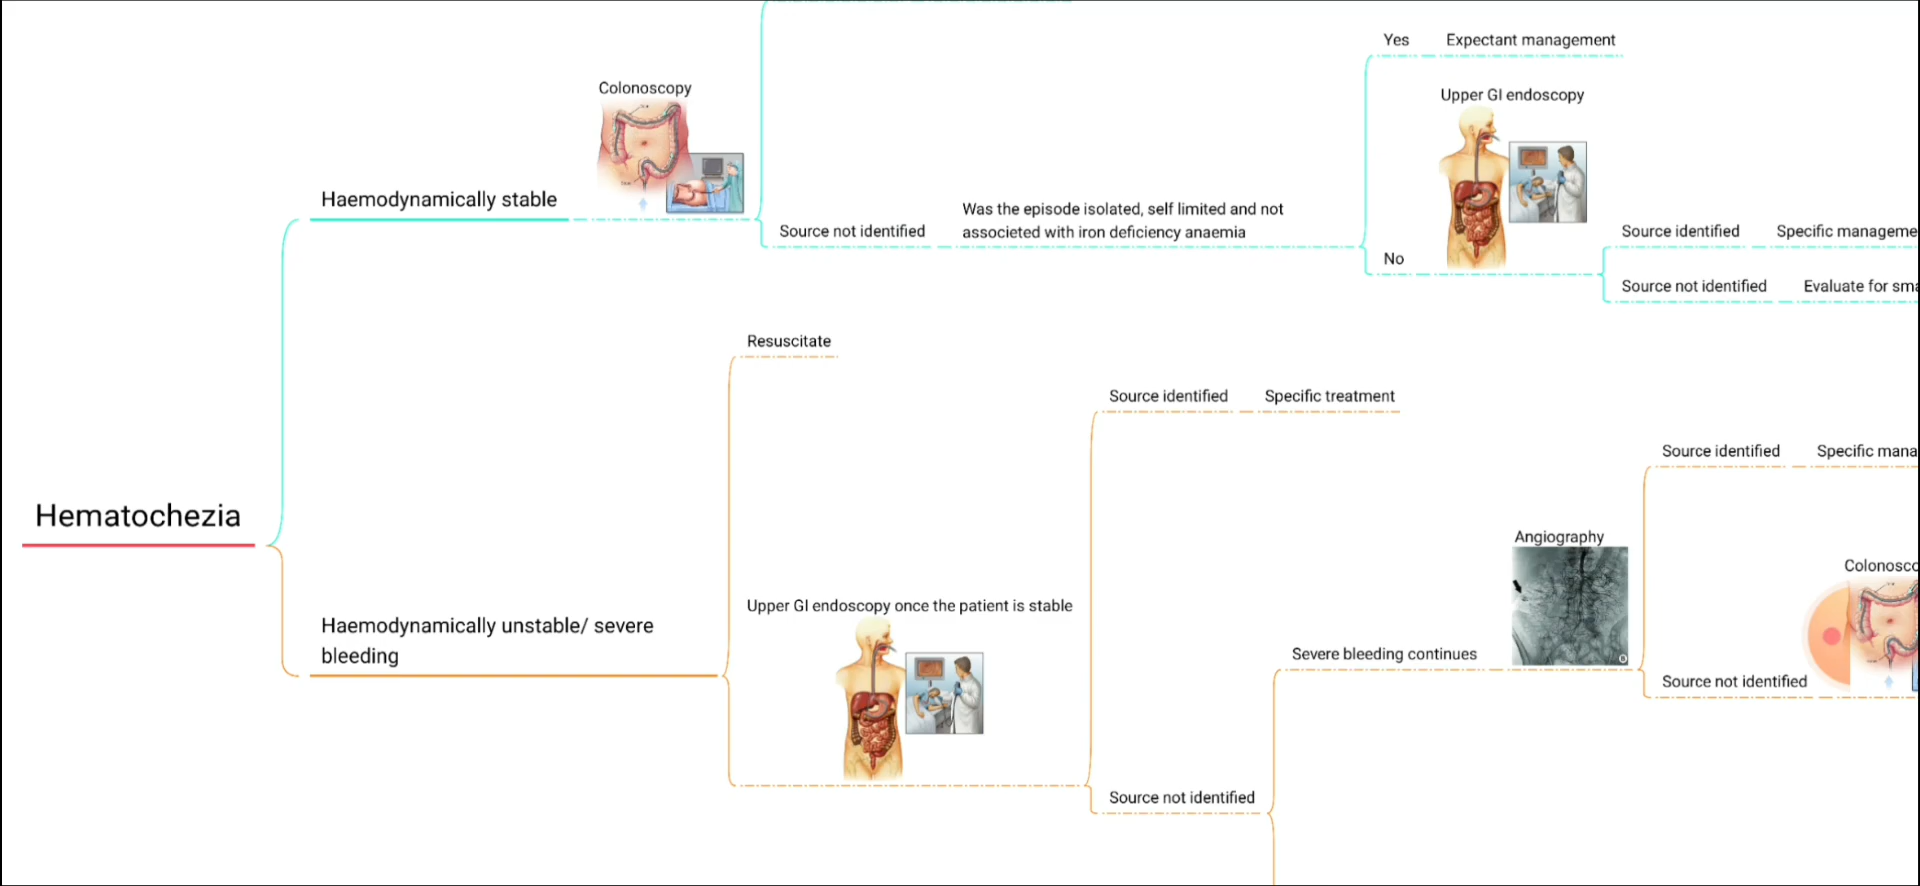 Hematochezia
Haemodynamically stable
Colonoscopy
Source not identified
Was the episode isolated, self limited and not
associeted with iron deficiency anaemia
Yes
Expectant management
No
Upper GI endoscopy
Source identified
Specific manageme
Source not identified
Evaluate for sma
Haemodynamically unstable/ severe
bleeding
Resuscitate
Upper GI endoscopy once the patient is stable
Source identified
Specific treatment
Source not identified
Severe bleeding continues
Angiography
Source identified
Specific mana
Source not identified
Colonosc